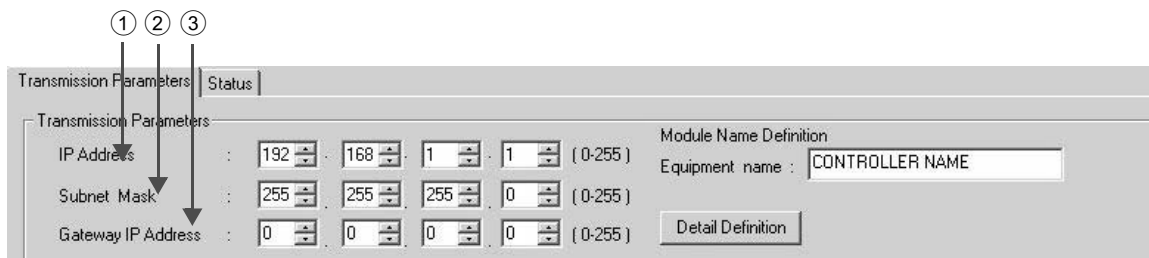 ① ② ③
Transmission Parameters Status
Transmission Parameters
IP Address : 192 . 168 . 1 . 1 ( 0-255 )
Subnet Mask : 255 . 255 . 255 . 0 ( 0-255 )
Gateway IP Address : 0 . 0 . 0 . 0 ( 0-255 )
Module Name Definition
Equipment name : CONTROLLER NAME
Detail Definition